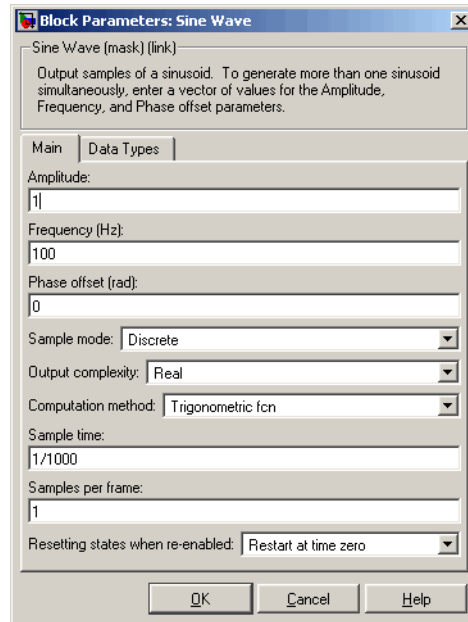 Block Parameters: Sine Wave
Sine Wave (mask) (link)
Output samples of a sinusoid. To generate more than one sinusoid
simultaneously, enter a vector of values for the Amplitude,
Frequency, and Phase offset parameters.
Main Data Types
Amplitude:
1
Frequency (Hz):
100
Phase offset (rad):
0
Sample mode: Discrete
Output complexity: Real
Computation method: Trigonometric fcn
Sample time:
1/1000
Samples per frame:
1
Resetting states when re-enabled: Restart at time zero
OK Cancel Help